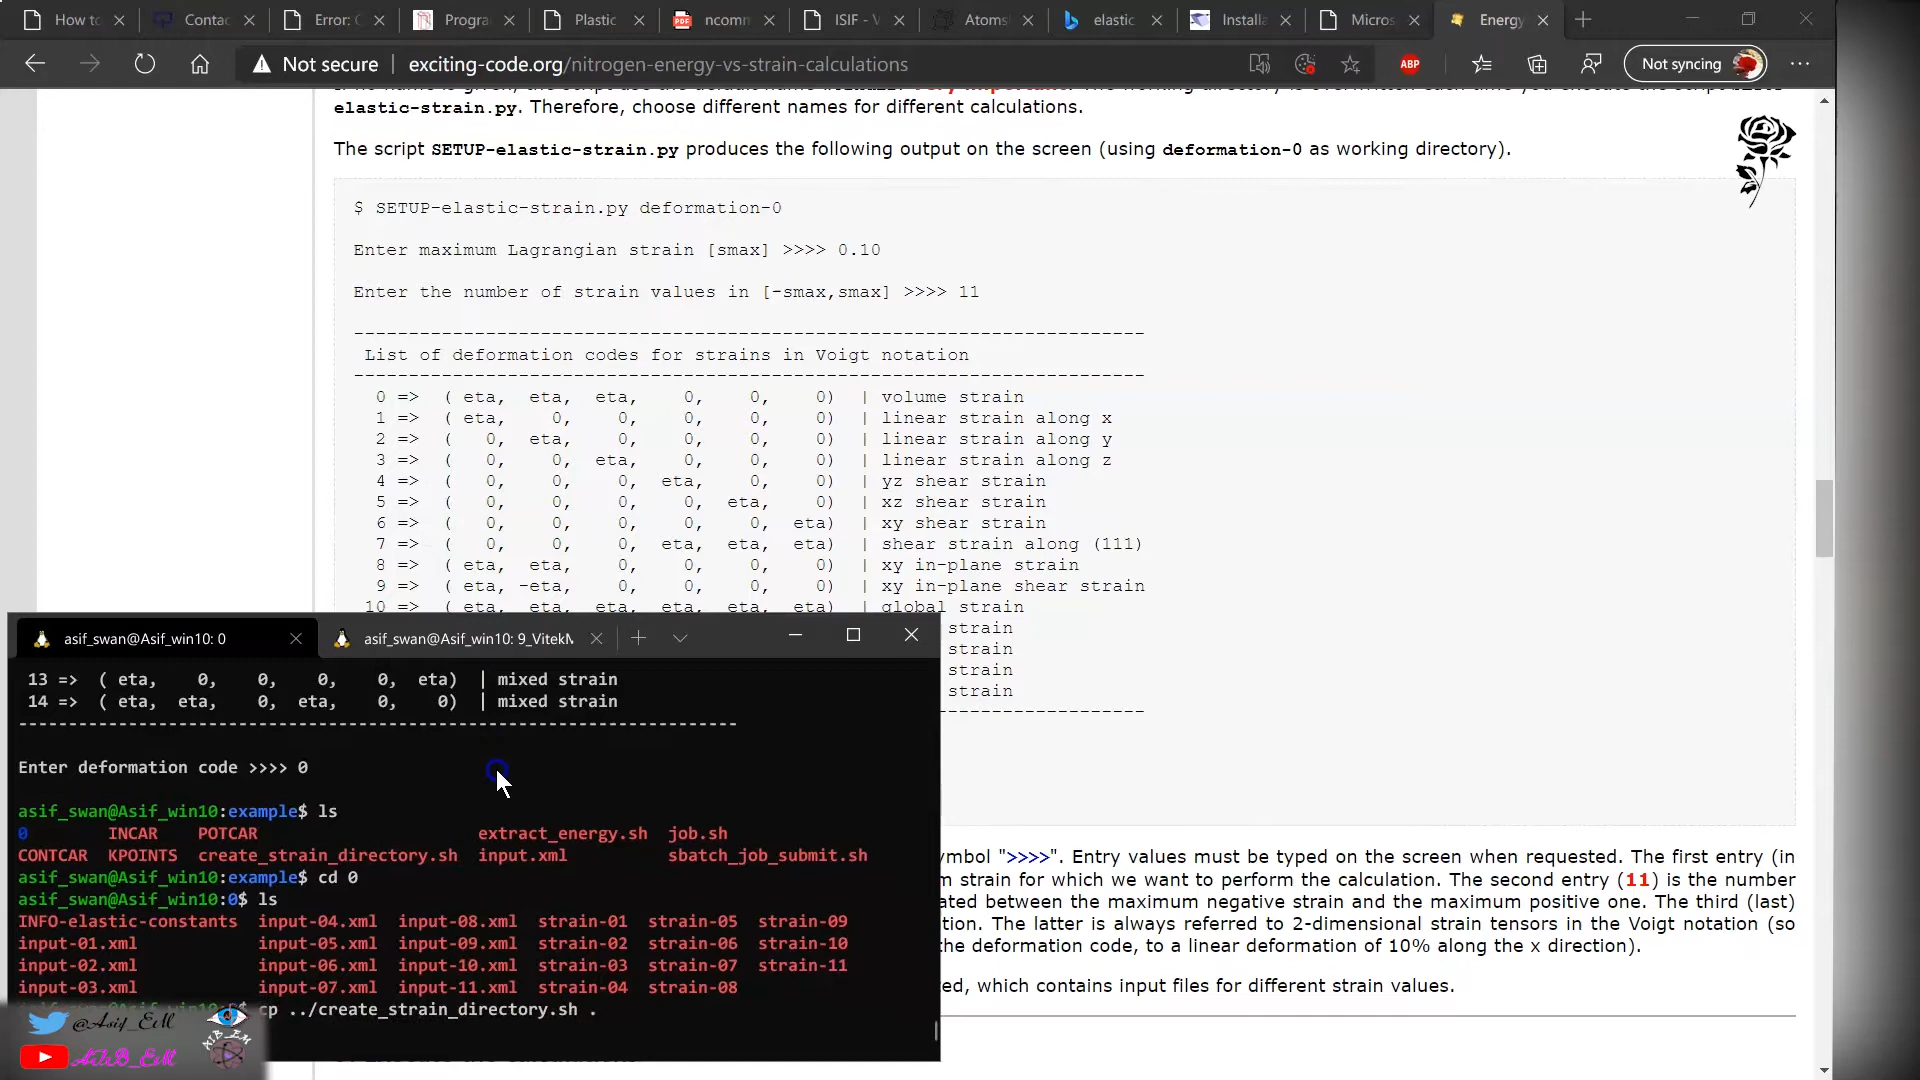 How to
Contac
Error: C
Progra
Plastic
ncomm
ISIF - V
Atoms
elastic
Installa
Micros
Energy
Not secure | exciting-code.org/nitrogen-energy-vs-strain-calculations
ABP
Not syncing
elastic-strain.py. Therefore, choose different names for different calculations.
The script SETUP-elastic-strain.py produces the following output on the screen (using deformation-0 as working directory).
$ SETUP-elastic-strain.py deformation-0
Enter maximum Lagrangian strain [smax] >>>> 0.10
Enter the number of strain values in [-smax,smax] >>>> 11
------------------------------------------------------------------------
List of deformation codes for strains in Voigt notation
------------------------------------------------------------------------
0 => ( eta, eta, eta, 0, 0, 0) | volume strain
1 => ( eta, 0, 0, 0, 0, 0) | linear strain along x
2 => ( 0, eta, 0, 0, 0, 0) | linear strain along y
3 => ( 0, 0, eta, 0, 0, 0) | linear strain along z
4 => ( 0, 0, 0, eta, 0, 0) | yz shear strain
5 => ( 0, 0, 0, 0, eta, 0) | xz shear strain
6 => ( 0, 0, 0, 0, 0, eta) | xy shear strain
7 => ( 0, 0, 0, eta, eta, eta) | shear strain along (111)
8 => ( eta, eta, 0, 0, 0, 0) | xy in-plane strain
9 => ( eta, -eta, 0, 0, 0, 0) | xy in-plane shear strain
10 => ( eta, eta, eta, eta, eta, eta) | global strain
strain
strain
strain
strain
------------------
ymbol ">>>>". Entry values must be typed on the screen when requested. The first entry (in
m strain for which we want to perform the calculation. The second entry (11) is the number
ated between the maximum negative strain and the maximum positive one. The third (last)
tion. The latter is always referred to 2-dimensional strain tensors in the Voigt notation (so
the deformation code, to a linear deformation of 10% along the x direction).
ed, which contains input files for different strain values.
asif_swan@Asif_win10: 0
asif_swan@Asif_win10: 9_VitekM
13 => ( eta, 0, 0, 0, 0, eta) | mixed strain
14 => ( eta, eta, 0, eta, 0, 0) | mixed strain
------------------------------------------------------------------------
Enter deformation code >>>> 0
asif_swan@Asif_win10:example$ ls
0 INCAR POTCAR extract_energy.sh job.sh
CONTCAR KPOINTS create_strain_directory.sh input.xml sbatch_job_submit.sh
asif_swan@Asif_win10:example$ cd 0
asif_swan@Asif_win10:0$ ls
INFO-elastic-constants input-04.xml input-08.xml strain-01 strain-05 strain-09
input-01.xml input-05.xml input-09.xml strain-02 strain-06 strain-10
input-02.xml input-06.xml input-10.xml strain-03 strain-07 strain-11
input-03.xml input-07.xml input-11.xml strain-04 strain-08
cp ../create_strain_directory.sh .
@Asif_EiM